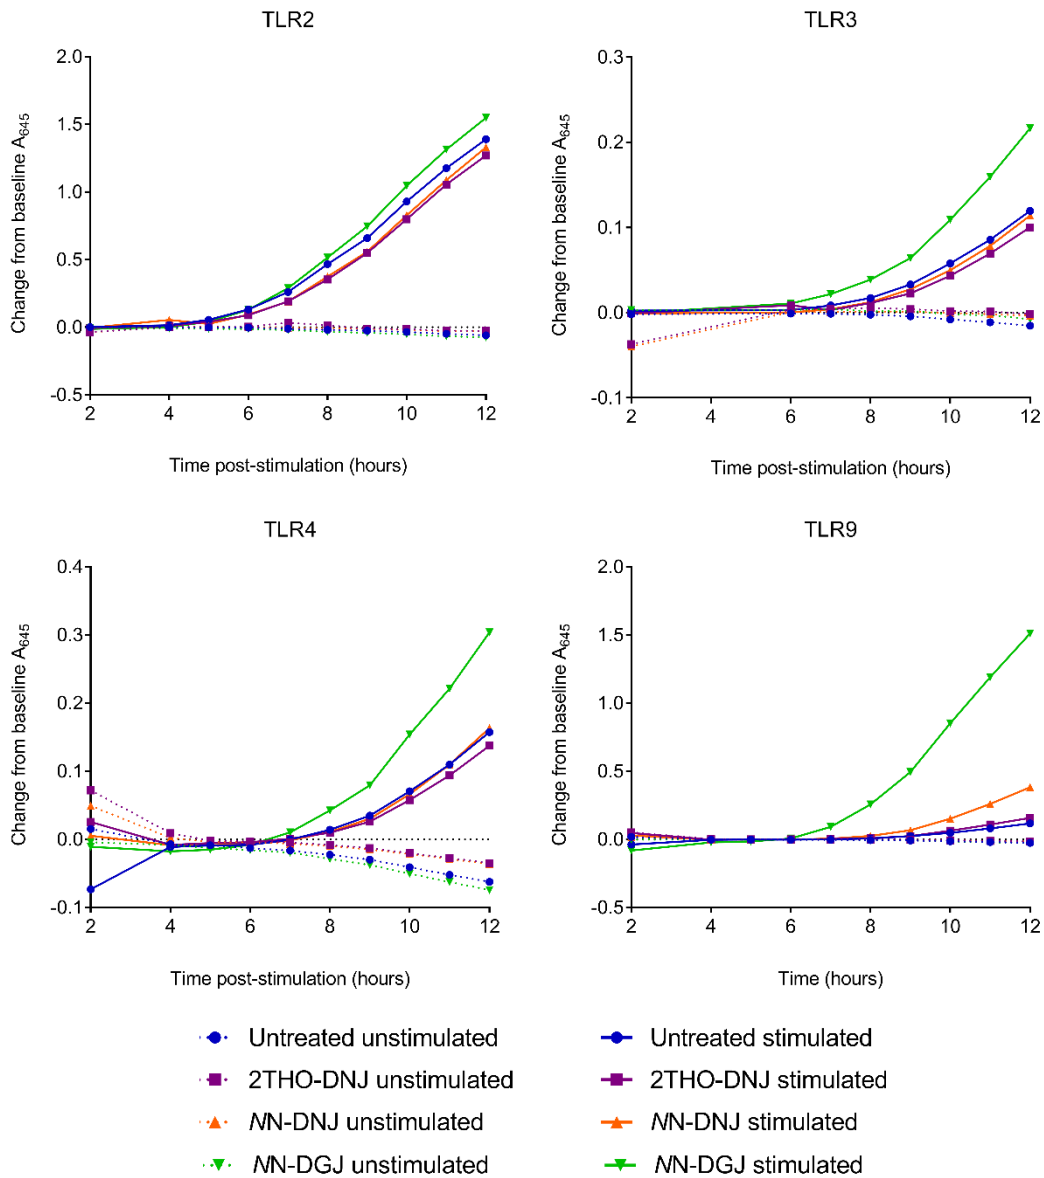 TLR2
2.0
1.5
1.0
0.5
0.0
-0.5
Change from baseline A645
2 4 6 8 10 12
Time post-stimulation (hours)
TLR3
0.3
0.2
0.1
0.0
-0.1
Change from baseline A645
2 4 6 8 10 12
Time post-stimulation (hours)
TLR4
0.4
0.3
0.2
0.1
0.0
-0.1
Change from baseline A645
2 4 6 8 10 12
Time post-stimulation (hours)
TLR9
2.0
1.5
1.0
0.5
0.0
-0.5
Change from baseline A645
2 4 6 8 10 12
Time (hours)
Untreated unstimulated
2THO-DNJ unstimulated
NN-DNJ unstimulated
NN-DGJ unstimulated
Untreated stimulated
2THO-DNJ stimulated
NN-DNJ stimulated
NN-DGJ stimulated